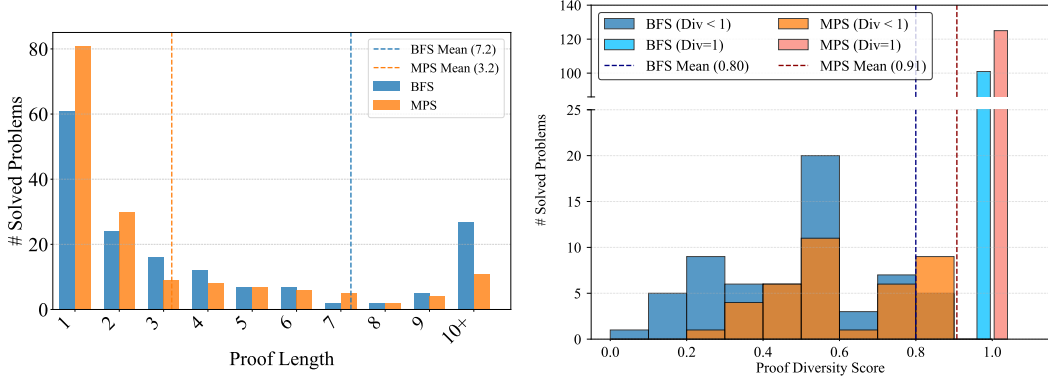 # Solved Problems
80
60
40
20
0
BFS Mean (7.2)
MPS Mean (3.2)
BFS
MPS
1 2 3 4 5 6 7 8 9 10+
Proof Length
# Solved Problems
140
120
100
25
20
15
10
5
0
BFS (Div < 1) MPS (Div < 1)
BFS (Div=1) MPS (Div=1)
BFS Mean (0.80) MPS Mean (0.91)
0.0 0.2 0.4 0.6 0.8 1.0
Proof Diversity Score